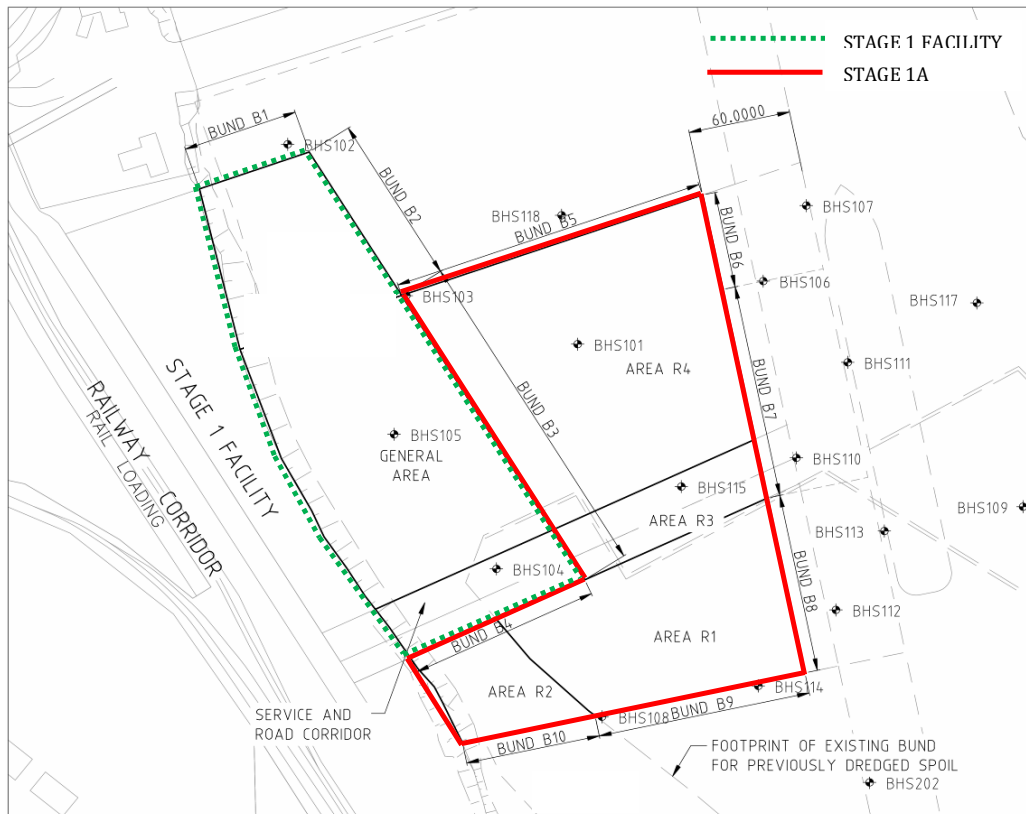 STAGE 1 FACILITY
STAGE 1A
BUND B1
60.0000
BHS102
BUND B2
BHS118
BUND B5
BHS107
BUND B6
BHS106
BHS103
BHS117
BHS101
BHS111
AREA R4
BUND B7
BUND B3
STAGE 1 FACILITY
RAILWAY CORRIDOR
RAIL LOADING
BHS105
GENERAL
AREA
BHS110
BHS115
BHS109
AREA R3
BHS113
BHS104
BUND B8
BHS112
BUND B4
AREA R1
AREA R2
BHS114
SERVICE AND
ROAD CORRIDOR
BHS108
BUND B9
BUND B10
FOOTPRINT OF EXISTING BUND
FOR PREVIOUSLY DREDGED SPOIL
BHS202